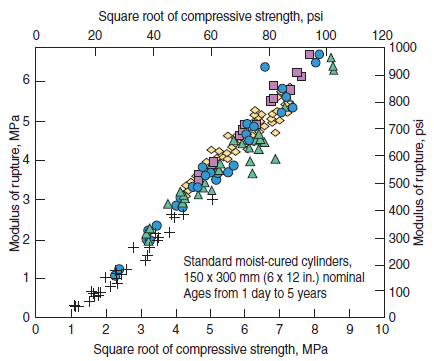 Square root of compressive strength, psi
0 20 40 60 80 100 120
Modulus of rupture, MPa
6
5
4
3
2
1
0
1000
900
800
700
600
500
400
300
200
100
0
Modulus of rupture, psi
Standard moist-cured cylinders,
150 x 300 mm (6 x 12 in.) nominal
Ages from 1 day to 5 years
0 1 2 3 4 5 6 7 8 9 10
Square root of compressive strength, MPa